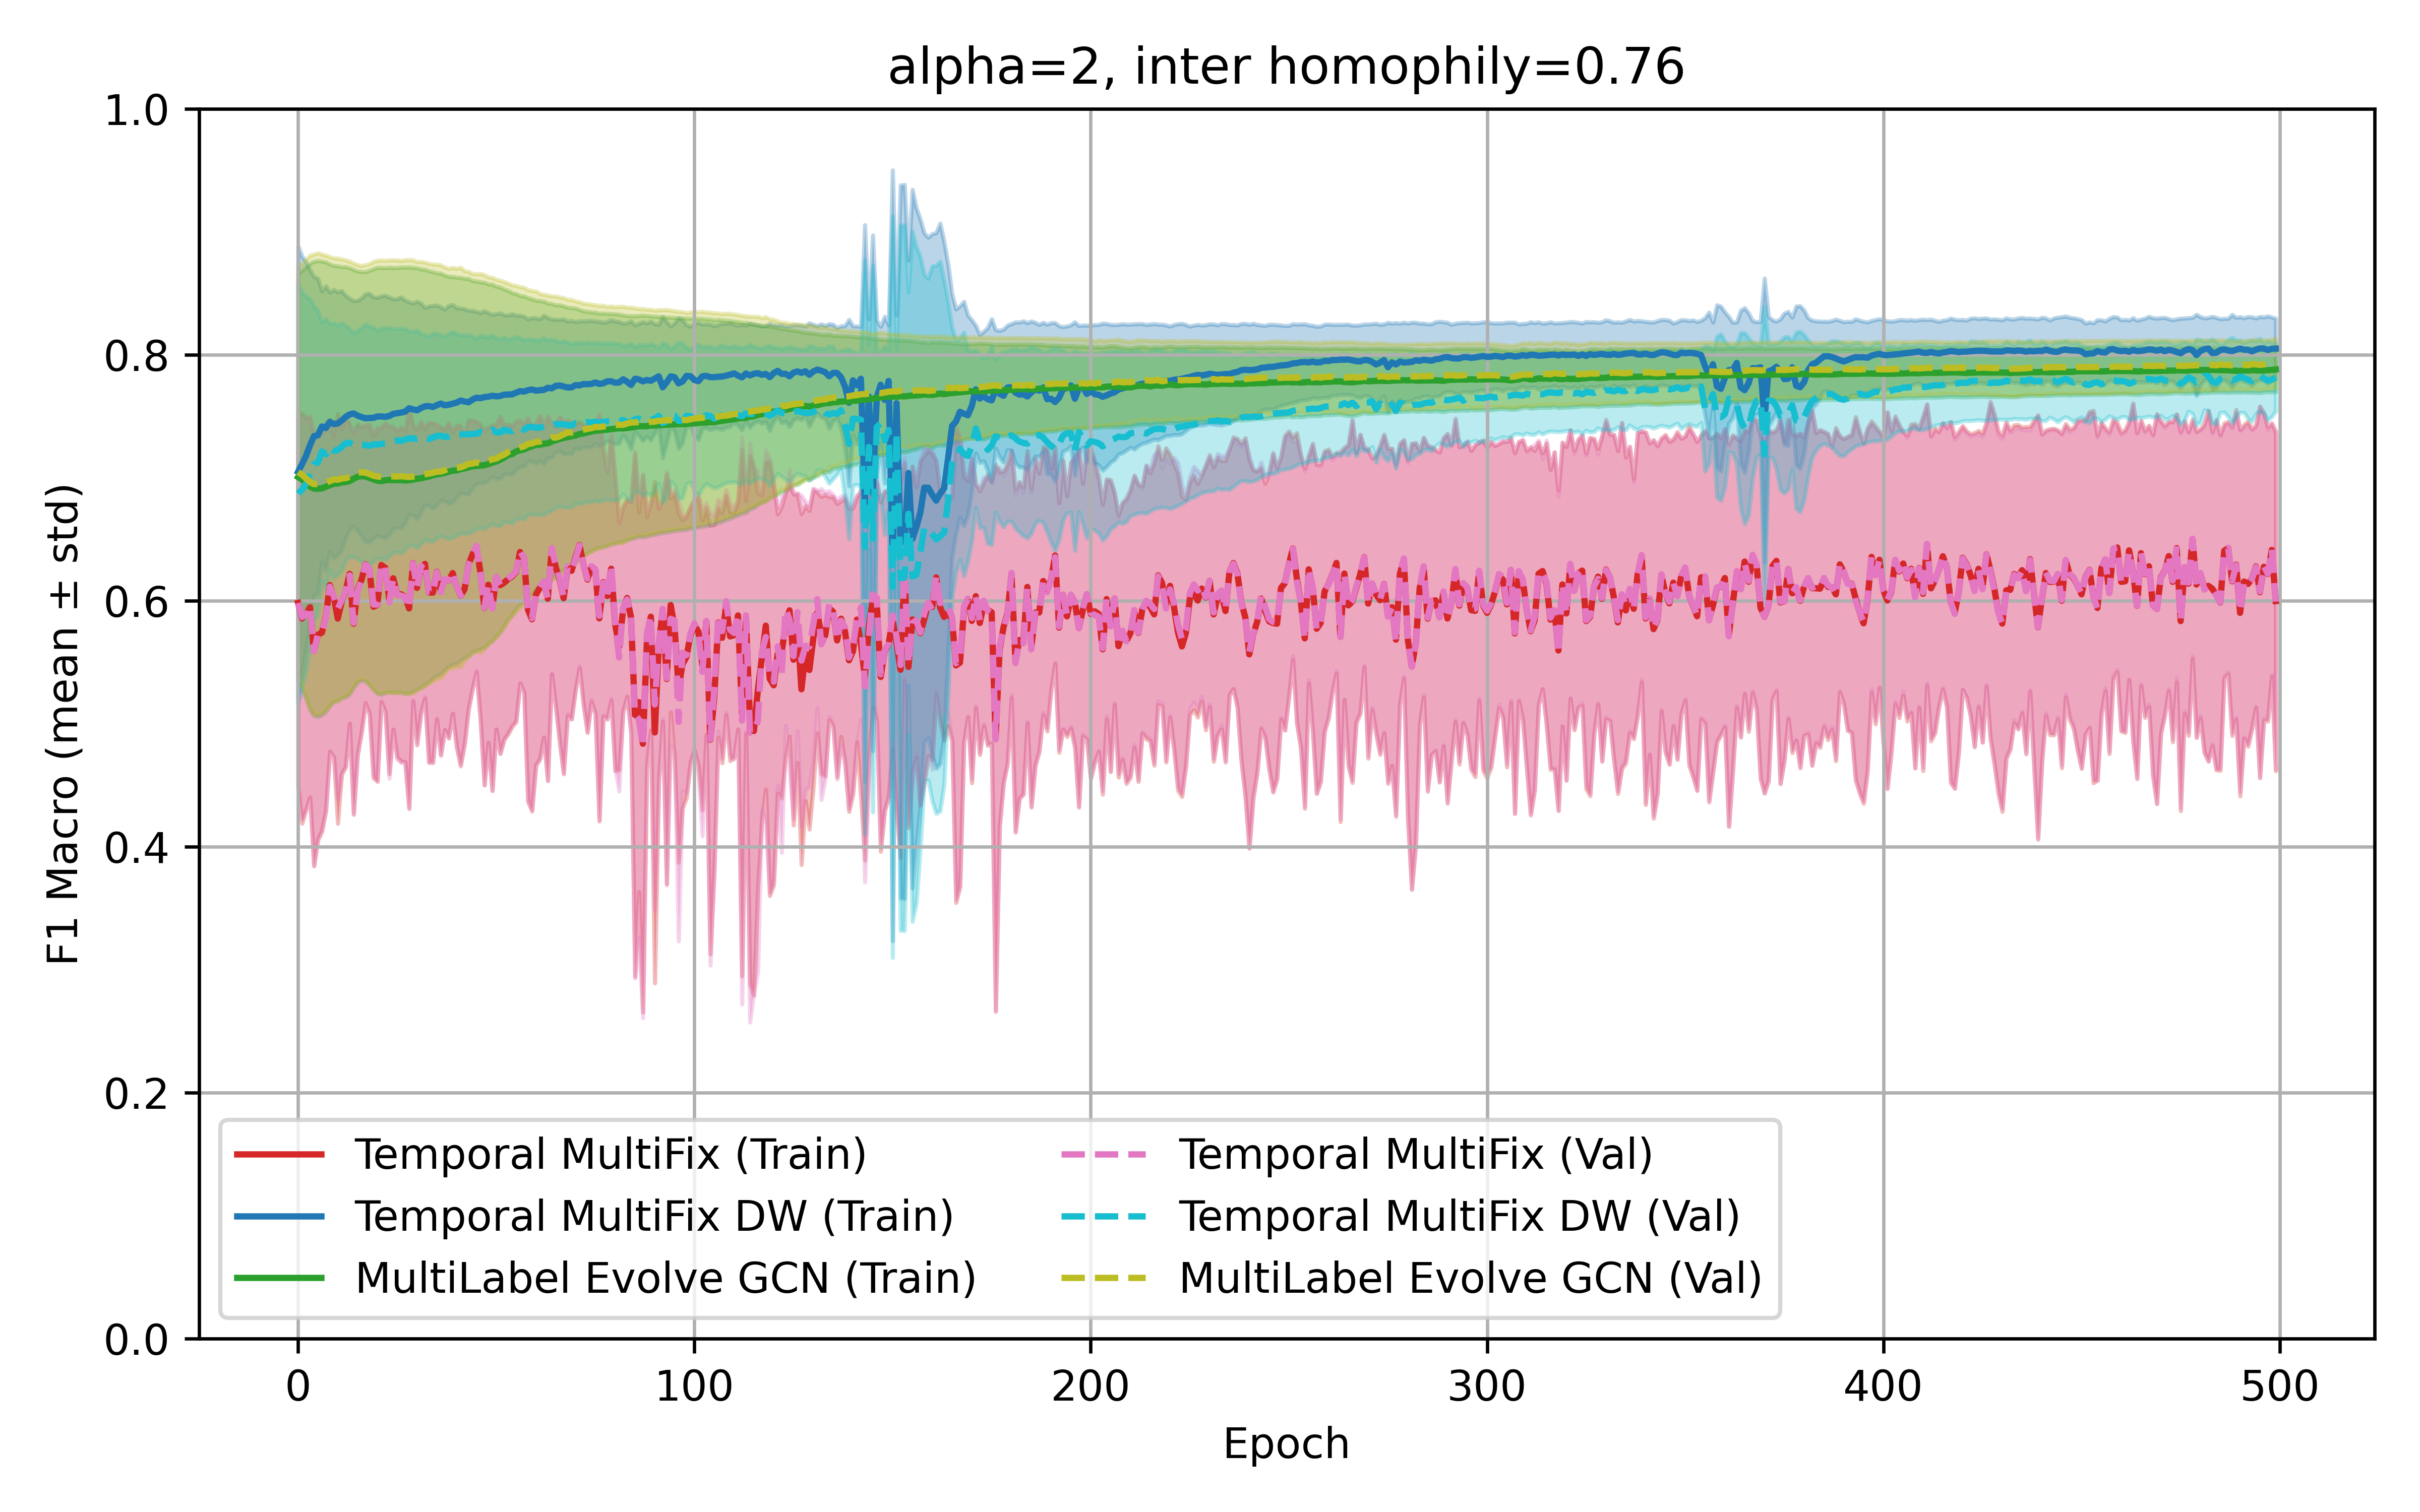 alpha=2, inter homophily=0.76
F1 Macro (mean ± std)
1.0
0.8
0.6
0.4
0.2
0.0
Temporal MultiFix (Train)
Temporal MultiFix DW (Train)
MultiLabel Evolve GCN (Train)
Temporal MultiFix (Val)
Temporal MultiFix DW (Val)
MultiLabel Evolve GCN (Val)
0 100 200 300 400 500
Epoch